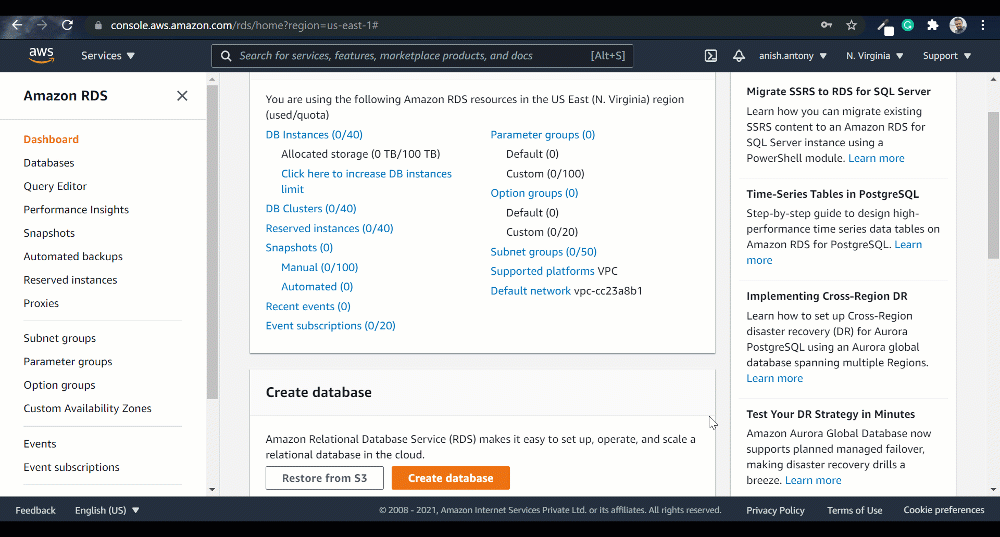 console.aws.amazon.com/rds/home?region=us-east-1#
aws
Services
Search for services, features, marketplace products, and docs
[Alt+S]
anish.antony
N. Virginia
Support
Amazon RDS
Dashboard
Databases
Query Editor
Performance Insights
Snapshots
Automated backups
Reserved instances
Proxies
Subnet groups
Parameter groups
Option groups
Custom Availability Zones
Events
Event subscriptions
You are using the following Amazon RDS resources in the US East (N. Virginia) region
(used/quota)
DB Instances (0/40)
Allocated storage (0 TB/100 TB)
Click here to increase DB instances
limit
DB Clusters (0/40)
Reserved instances (0/40)
Snapshots (0)
Manual (0/100)
Automated (0)
Recent events (0)
Event subscriptions (0/20)
Parameter groups (0)
Default (0)
Custom (0/100)
Option groups (0)
Default (0)
Custom (0/20)
Subnet groups (0/50)
Supported platforms VPC
Default network vpc-cc23a8b1
Create database
Amazon Relational Database Service (RDS) makes it easy to set up, operate, and scale a
relational database in the cloud.
Restore from S3
Create database
Migrate SSRS to RDS for SQL Server
Learn how you can migrate existing
SSRS content to an Amazon RDS for
SQL Server instance using a
PowerShell module. Learn more
Time-Series Tables in PostgreSQL
Step-by-step guide to design high-
performance time series data tables on
Amazon RDS for PostgreSQL. Learn
more
Implementing Cross-Region DR
Learn how to set up Cross-Region
disaster recovery (DR) for Aurora
PostgreSQL using an Aurora global
database spanning multiple Regions.
Learn more
Test Your DR Strategy in Minutes
Amazon Aurora Global Database now
supports planned managed failover,
making disaster recovery drills a
breeze. Learn more
Feedback
English (US)
© 2008 - 2021, Amazon Internet Services Private Ltd. or its affiliates. All rights reserved.
Privacy Policy
Terms of Use
Cookie preferences